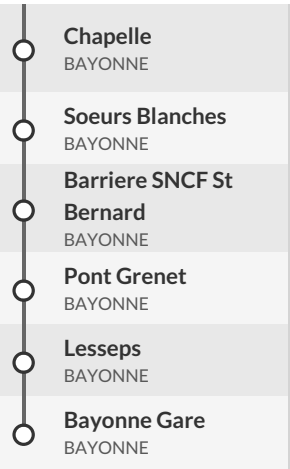 Chapelle
BAYONNE
Soeurs Blanches
BAYONNE
Barriere SNCF St
Bernard
BAYONNE
Pont Grenet
BAYONNE
Lesseps
BAYONNE
Bayonne Gare
BAYONNE